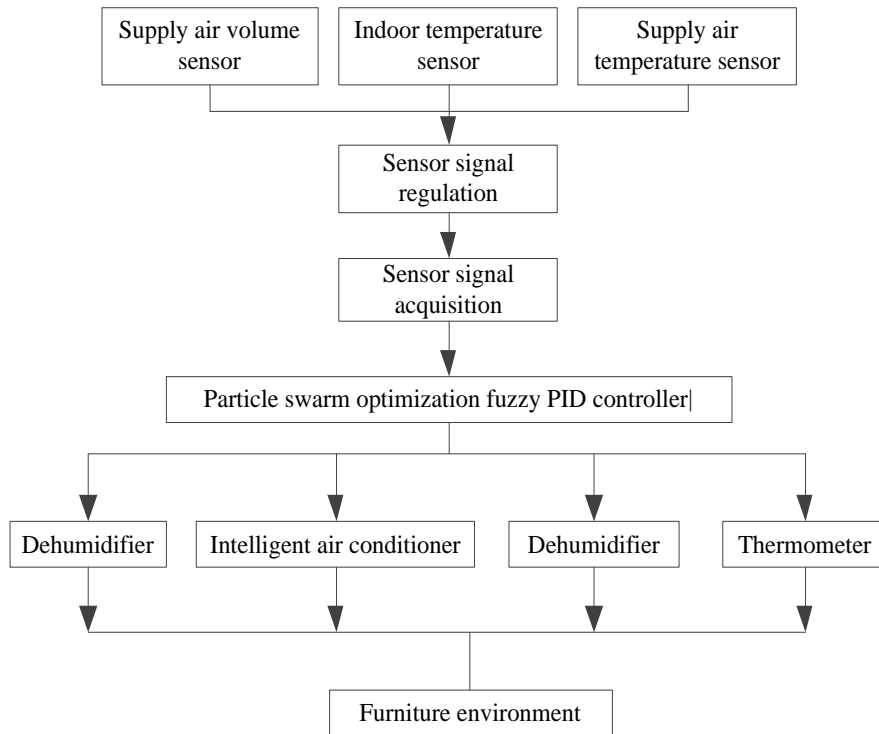 Supply air volume
sensor
Indoor temperature
sensor
Supply air
temperature sensor
Sensor signal
regulation
Sensor signal
acquisition
Particle swarm optimization fuzzy PID controller|
Dehumidifier
Intelligent air conditioner
Dehumidifier
Thermometer
Furniture environment